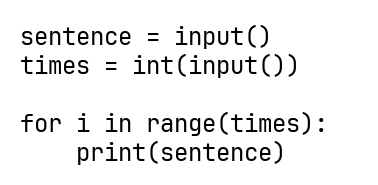 sentence = input()
times = int(input())

for i in range(times):
    print(sentence)